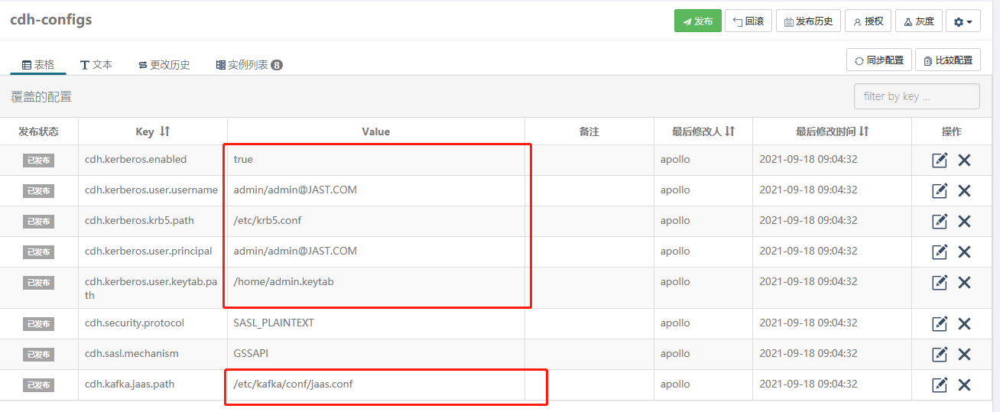 cdh-configs
发布 回滚 发布历史 授权 灰度
表格 文本 更改历史 实例列表 8 同步配置 比较配置
覆盖的配置 filter by key ...
发布状态 Key Value 备注 最后修改人 最后修改时间 操作
已发布 cdh.kerberos.enabled true apollo 2021-09-18 09:04:32
已发布 cdh.kerberos.user.username admin/admin@JAST.COM apollo 2021-09-18 09:04:32
已发布 cdh.kerberos.krb5.path /etc/krb5.conf apollo 2021-09-18 09:04:32
已发布 cdh.kerberos.user.principal admin/admin@JAST.COM apollo 2021-09-18 09:04:32
已发布 cdh.kerberos.user.keytab.pa /home/admin.keytab apollo 2021-09-18 09:04:32
th
已发布 cdh.security.protocol SASL_PLAINTEXT apollo 2021-09-18 09:04:32
已发布 cdh.sasl.mechanism GSSAPI apollo 2021-09-18 09:04:32
已发布 cdh.kafka.jaas.path /etc/kafka/conf/jaas.conf apollo 2021-09-18 09:04:32